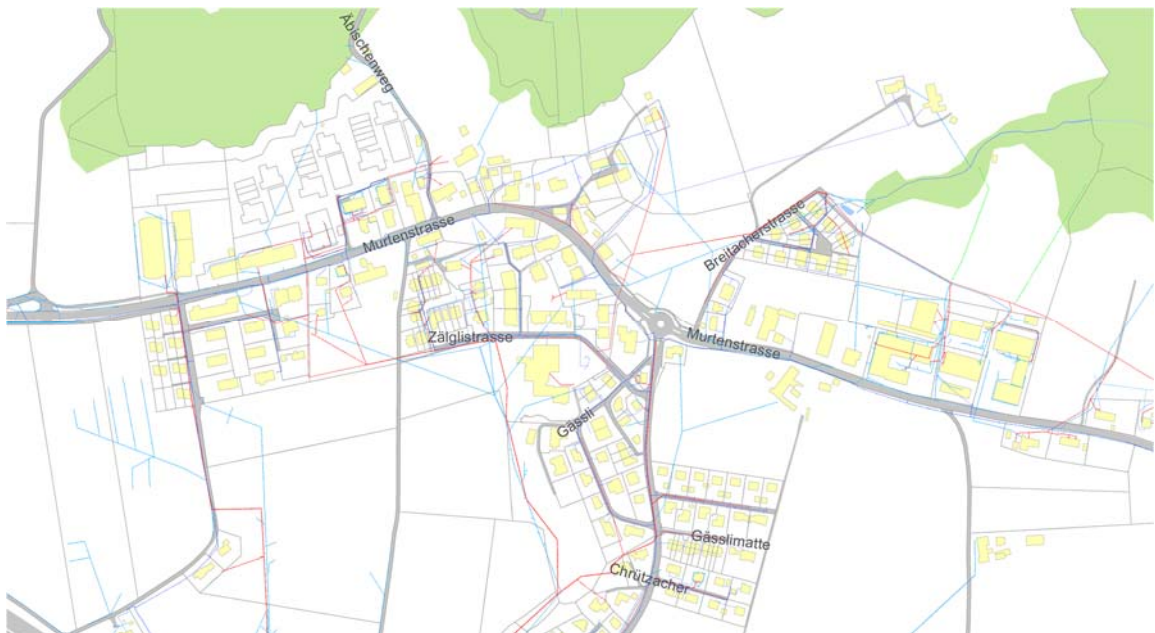 Äbischenweg
Murtenstrasse
Breitacherstrasse
Zälglistrasse
Murtenstrasse
Gässli
Gässlimatte
Chrützacher